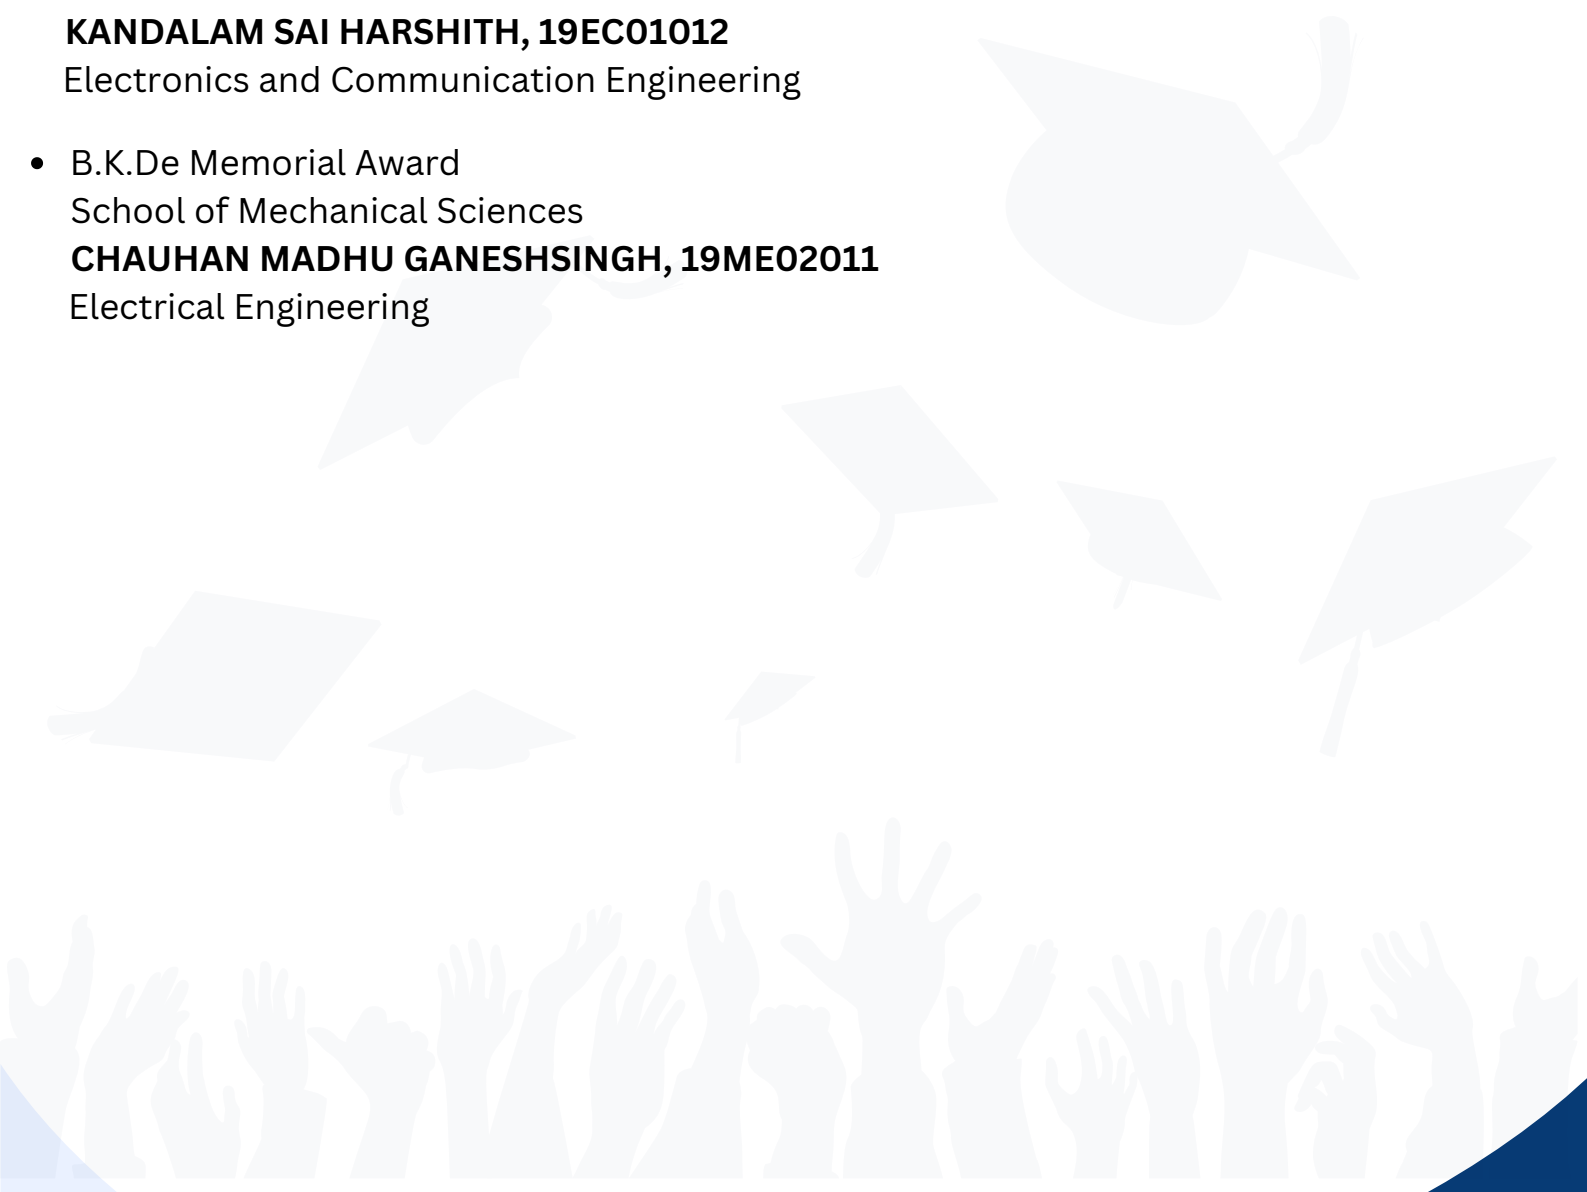 KANDALAM SAI HARSHITH, 19EC01012
Electronics and Communication Engineering
• B.K.De Memorial Award
School of Mechanical Sciences
CHAUHAN MADHU GANESHSINGH, 19ME02011
Electrical Engineering